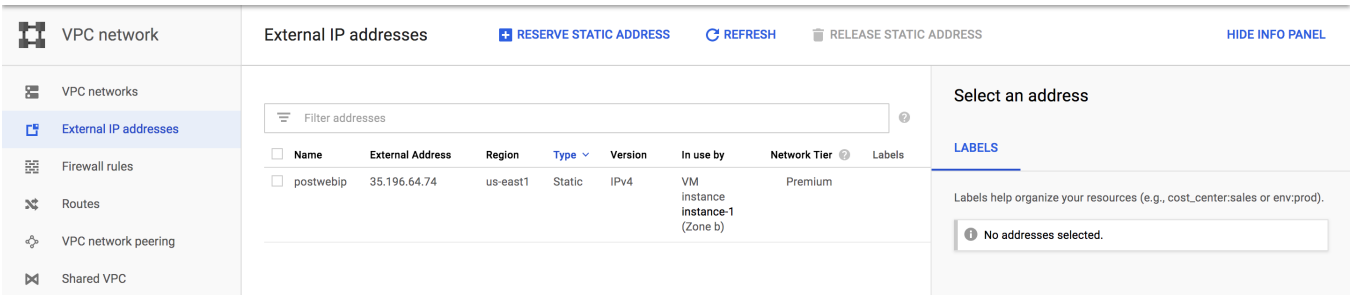 VPC network
External IP addresses
RESERVE STATIC ADDRESS
REFRESH
RELEASE STATIC ADDRESS
HIDE INFO PANEL
VPC networks
External IP addresses
Firewall rules
Routes
VPC network peering
Shared VPC
Filter addresses
Name External Address Region Type Version In use by Network Tier Labels
postwebip 35.196.64.74 us-east1 Static IPv4 VM Premium
instance
instance-1
(Zone b)
Select an address
LABELS
Labels help organize your resources (e.g., cost_center:sales or env:prod).
No addresses selected.